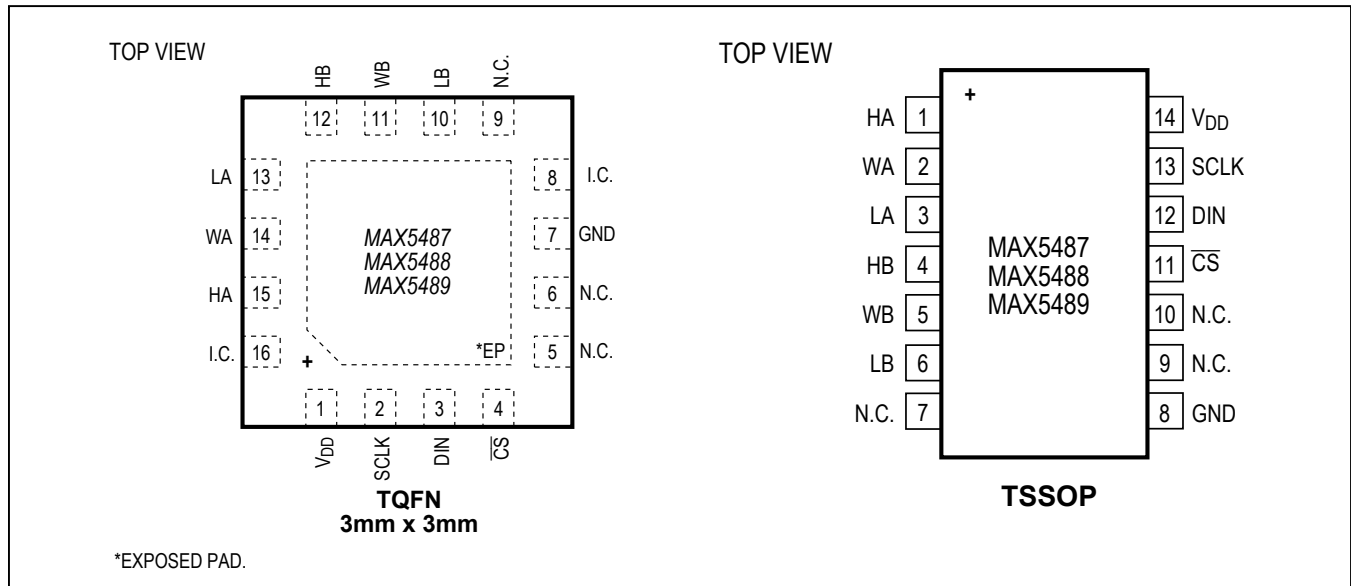 TOP VIEW
HB WB LB N.C.
12 11 10 9
LA 13
WA 14
HA 15
I.C. 16
8 I.C.
7 GND
6 N.C.
5 N.C.
MAX5487
MAX5488
MAX5489
*EP
+
1 2 3 4
VDD SCLK DIN CS
TQFN
3mm x 3mm
*EXPOSED PAD.
TOP VIEW
+
HA 1
WA 2
LA 3
HB 4
WB 5
LB 6
N.C. 7
MAX5487
MAX5488
MAX5489
14 VDD
13 SCLK
12 DIN
11 CS
10 N.C.
9 N.C.
8 GND
TSSOP